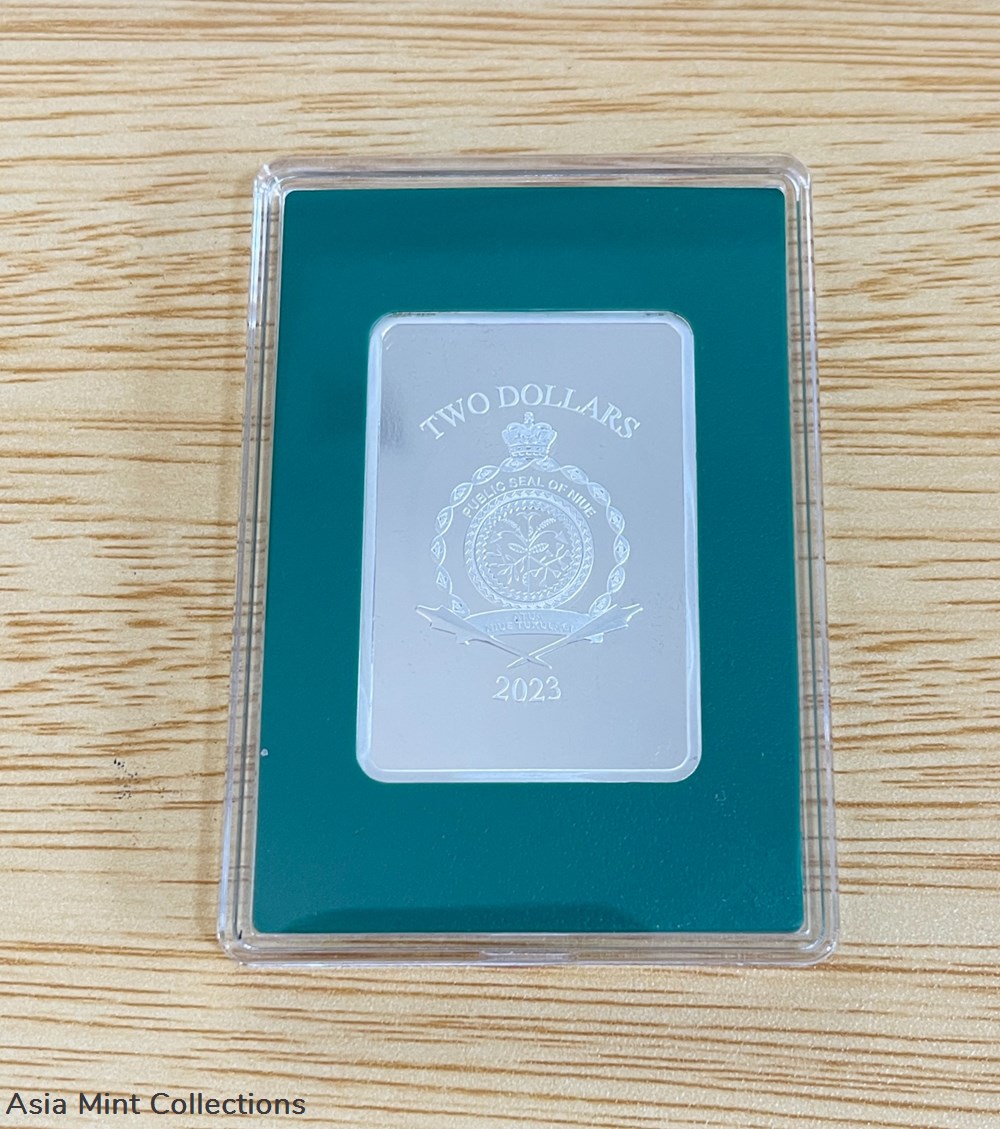 TWO DOLLARS
PUBLIC SEAL OF NIUE
2023
Asia Mint Collections